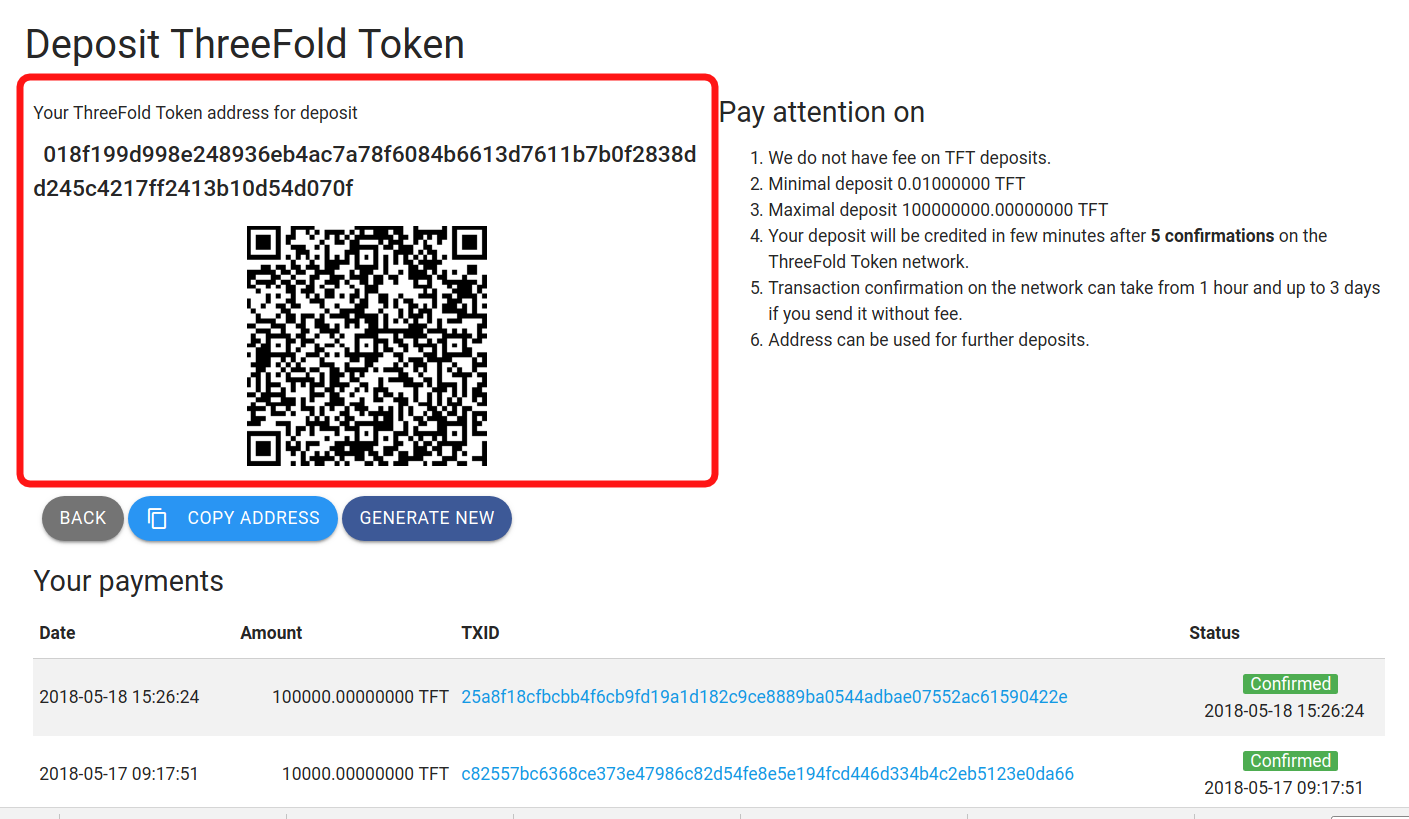 Deposit ThreeFold Token
Your ThreeFold Token address for deposit
018f199d998e248936eb4ac7a78f6084b6613d7611b7b0f2838d
d245c4217ff2413b10d54d070f
BACK
COPY ADDRESS
GENERATE NEW
Pay attention on
1. We do not have fee on TFT deposits.
2. Minimal deposit 0.01000000 TFT
3. Maximal deposit 100000000.00000000 TFT
4. Your deposit will be credited in few minutes after 5 confirmations on the
ThreeFold Token network.
5. Transaction confirmation on the network can take from 1 hour and up to 3 days
if you send it without fee.
6. Address can be used for further deposits.
Your payments
Date Amount TXID Status
2018-05-18 15:26:24 100000.00000000 TFT 25a8f18cfbcbb4f6cb9fd19a1d182c9ce8889ba0544adbae07552ac61590422e Confirmed
2018-05-18 15:26:24
2018-05-17 09:17:51 10000.00000000 TFT c82557bc6368ce373e47986c82d54fe8e5e194fcd446d334b4c2eb5123e0da66 Confirmed
2018-05-17 09:17:51